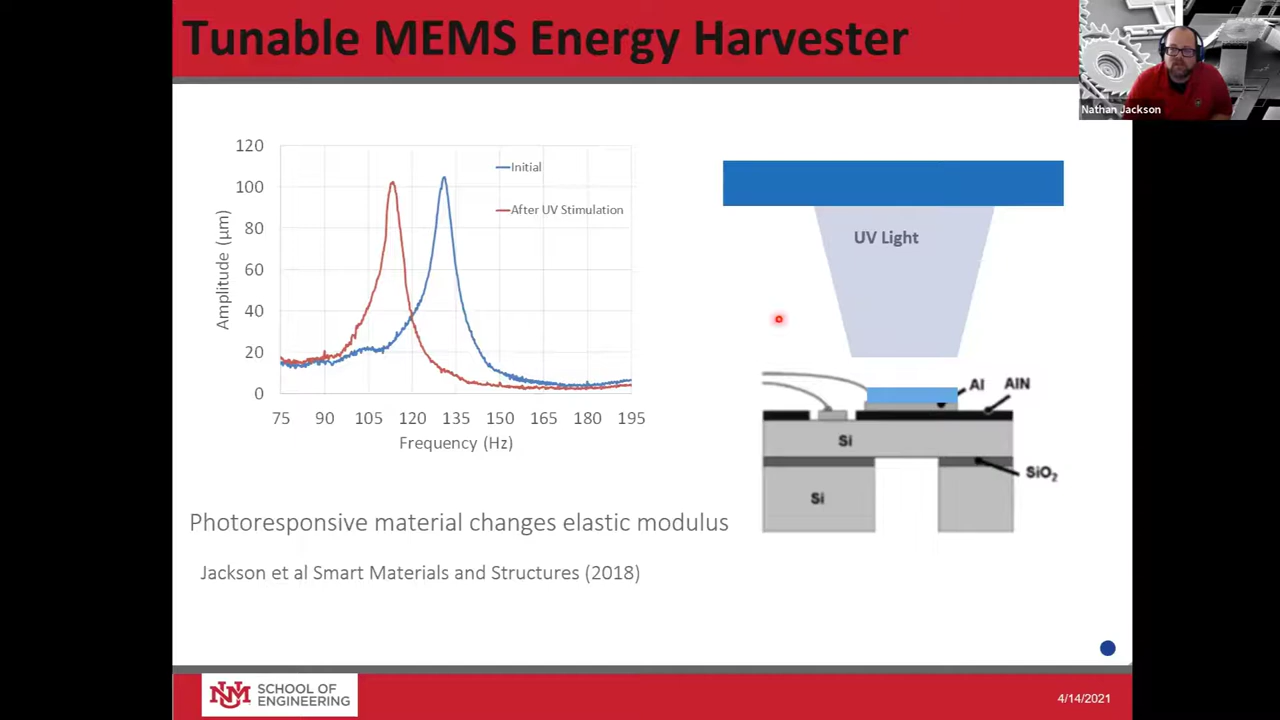 Tunable MEMS Energy Harvester
Nathan Jackson
120
100
80
60
40
20
0
Amplitude (µm)
Initial
After UV Stimulation
75 90 105 120 135 150 165 180 195
Frequency (Hz)
UV Light
Al
AlN
Si
SiO2
Si
Photoresponsive material changes elastic modulus
Jackson et al Smart Materials and Structures (2018)
UNM
SCHOOL OF
ENGINEERING
4/14/2021